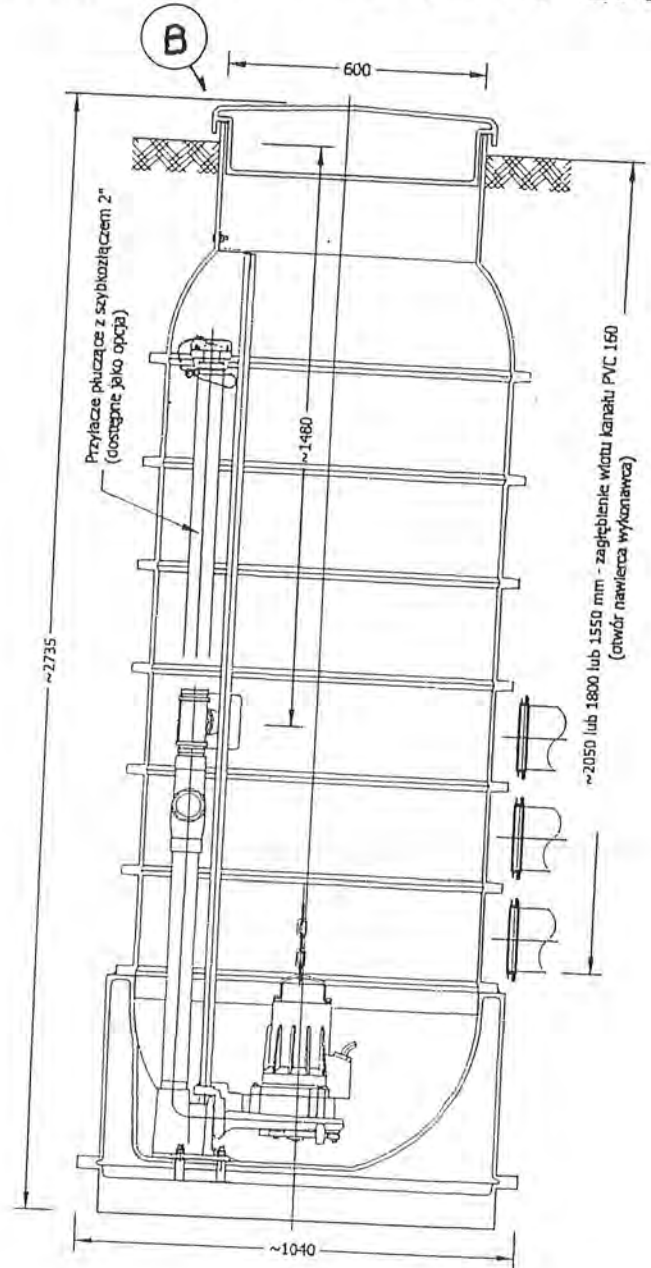 B
600
Przyłącze płuczące z szybkozłączem 2"
(dostępne jako opcja)
~1480
~2735
~2050 lub 1800 lub 1550 mm - zagłębienie wlotu kanału PVC 160
(otwór nawierca wykonawca)
~1040